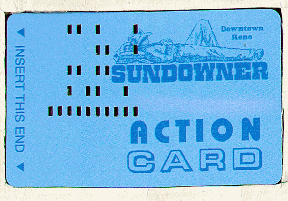 INSERT THIS END
Downtown
Reno
SUNDOWNER
ACTION
CARD